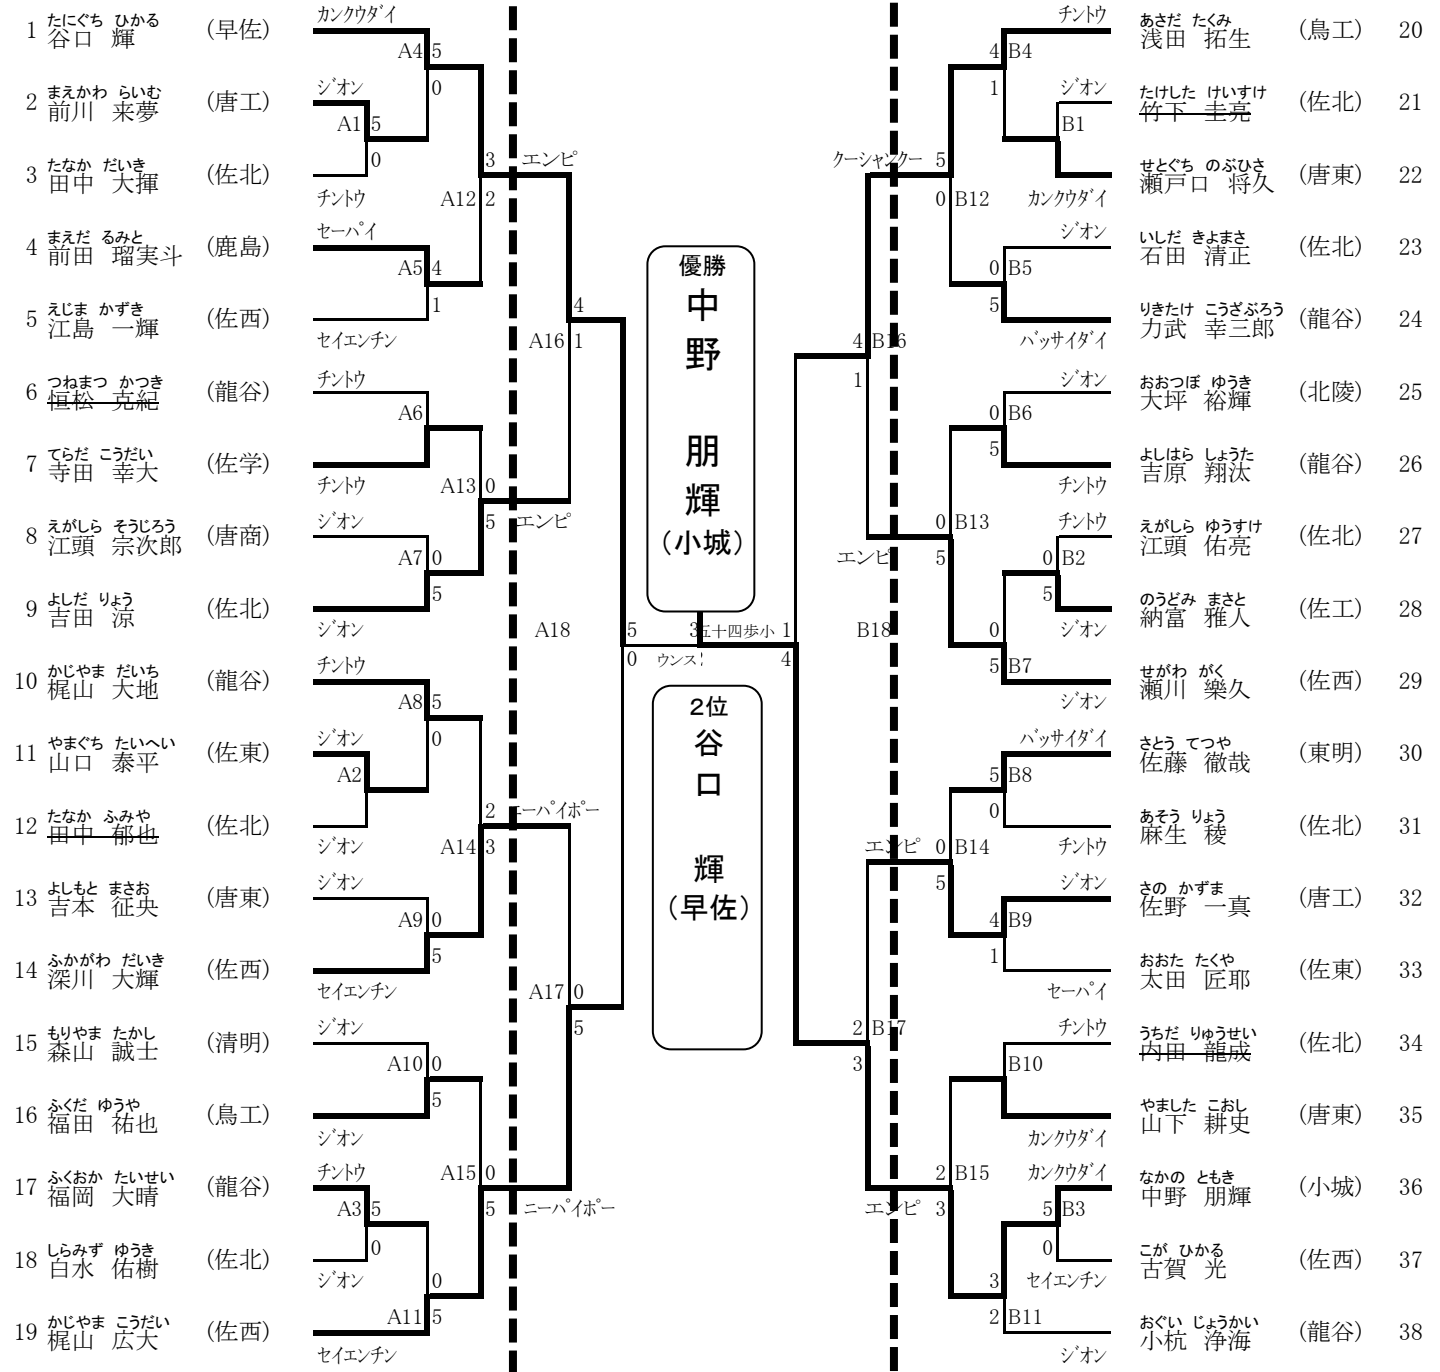 1 たにぐち ひかる 谷口 輝 (早佐) カンクウダイ
A4 5
0
2 まえかわ らいむ 前川 来夢 (唐工) ジオン
A1 5
0
3 たなか だいき 田中 大揮 (佐北) チントウ
3 エンピ
A12 2
4 まえだ るみと 前田 瑠実斗 (鹿島) セーパイ
A5 4
1
5 えじま かずき 江島 一輝 (佐西) セイエンチン
4
A16 1
6 つねまつ かつき 恒松 克紀 (龍谷) チントウ
A6
7 てらだ こうだい 寺田 幸大 (佐学) チントウ
A13 0
5 エンピ
8 えがしら そうじろう 江頭 宗次郎 (唐商) ジオン
A7 0
5
9 よしだ りょう 吉田 涼 (佐北) ジオン
A18 5
0
10 かじやま だいち 梶山 大地 (龍谷) チントウ
A8 5
0
11 やまぐち たいへい 山口 泰平 (佐東) ジオン
A2
12 たなか ふみや 田中 郁也 (佐北) ジオン
2 ニーパイポー
A14 3
13 よしもと まさお 吉本 征央 (唐東) ジオン
A9 0
5
14 ふかがわ だいき 深川 大輝 (佐西) セイエンチン
A17 0
5
15 もりやま たかし 森山 誠士 (清明) ジオン
A10 0
5
16 ふくだ ゆうや 福田 祐也 (鳥工) ジオン
A15 0
5 ニーパイポー
17 ふくおか たいせい 福岡 大晴 (龍谷) チントウ
A3 5
0
18 しらみず ゆうき 白水 佑樹 (佐北) ジオン
0
A11 5
19 かじやま こうだい 梶山 広大 (佐西) セイエンチン
優勝
中野 朋輝
(小城)
3 五十四歩小 1
ウンス 4
2位
谷口 輝
(早佐)
チントウ あさだ たくみ 浅田 拓生 (鳥工) 20
4 B4
1
ジオン たけした けいすけ 竹下 圭亮 (佐北) 21
B1
カンクウダイ せとぐち のぶひさ 瀬戸口 将久 (唐東) 22
クーシャンクー 5
0 B12
ジオン いしだ きよまさ 石田 清正 (佐北) 23
0 B5
5
バッサイダイ りきたけ こうざぶろう 力武 幸三郎 (龍谷) 24
4 B16
1
ジオン おおつぼ ゆうき 大坪 裕輝 (北陵) 25
0 B6
5
チントウ よしはら しょうた 吉原 翔汰 (龍谷) 26
0 B13
エンピ 5
チントウ えがしら ゆうすけ 江頭 佑亮 (佐北) 27
0 B2
5
ジオン のうどみ まさと 納富 雅人 (佐工) 28
B18
0
5 B7
ジオン せがわ がく 瀬川 樂久 (佐西) 29
バッサイダイ さとう てつや 佐藤 徹哉 (東明) 30
5 B8
0
チントウ あそう りょう 麻生 稜 (佐北) 31
エンピ 0 B14
5
ジオン さの かずま 佐野 一真 (唐工) 32
4 B9
1
セーパイ おおた たくや 太田 匠耶 (佐東) 33
2 B17
3
チントウ うちだ りゅうせい 内田 龍成 (佐北) 34
B10
カンクウダイ やました こおし 山下 耕史 (唐東) 35
2 B15
エンピ 3
カンクウダイ なかの ともき 中野 朋輝 (小城) 36
5 B3
0
セイエンチン こが ひかる 古賀 光 (佐西) 37
3
2 B11
ジオン おぐい じょうかい 小杭 浄海 (龍谷) 38